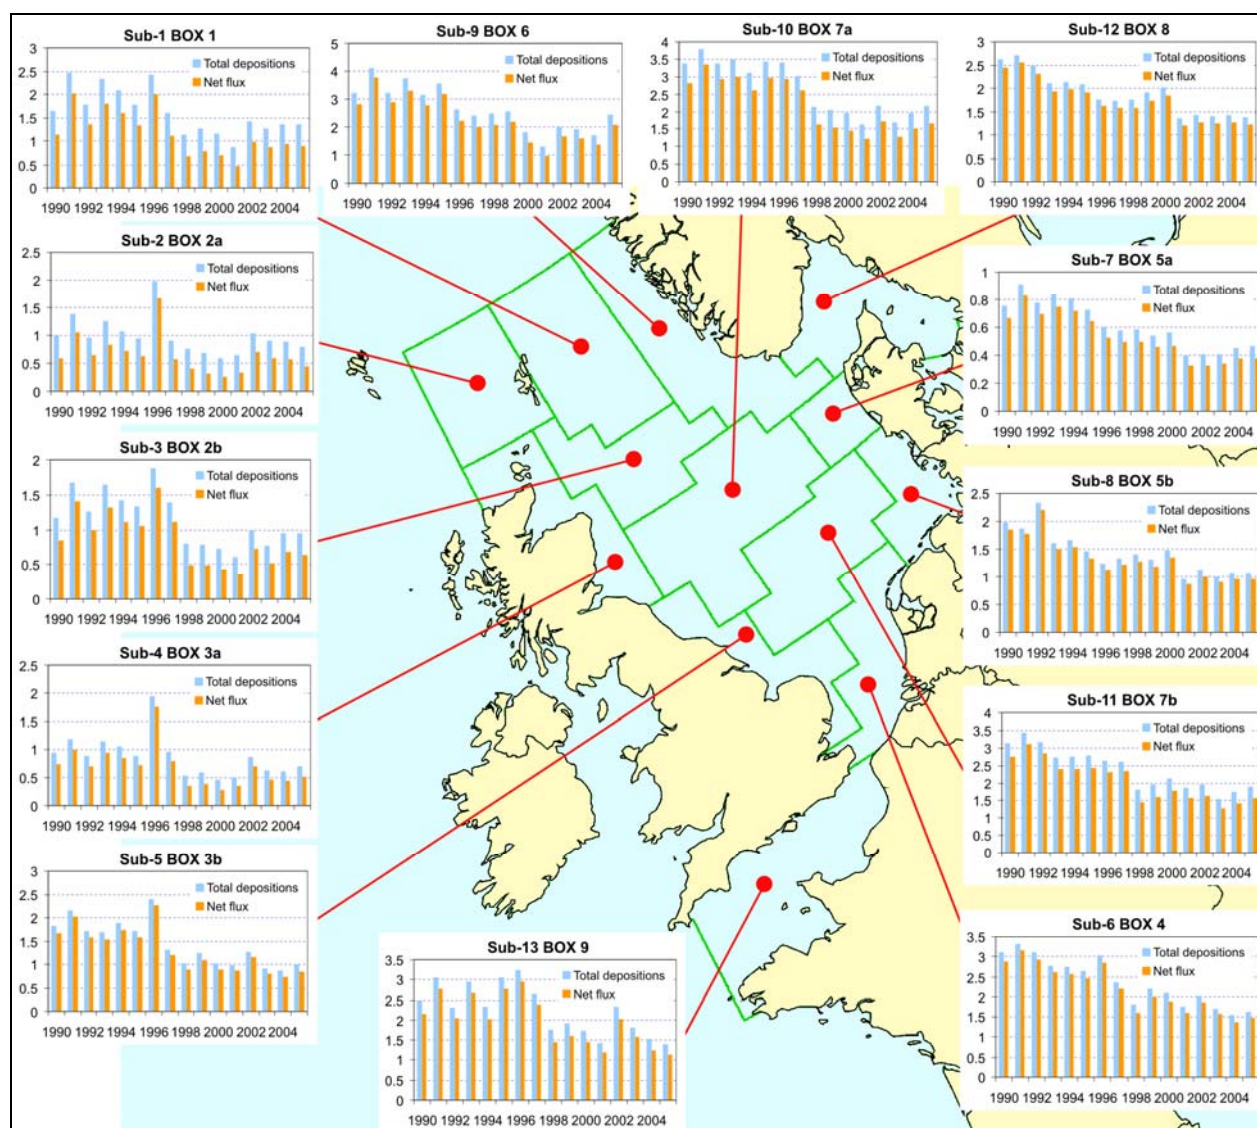 Sub-1 BOX 1
3
2.5
2
1.5
1
0.5
0
Total depositions
Net flux
1990 1992 1994 1996 1998 2000 2002 2004
Sub-9 BOX 6
5
4
3
2
1
0
Total depositions
Net flux
1990 1992 1994 1996 1998 2000 2002 2004
Sub-10 BOX 7a
4
3.5
3
2.5
2
1.5
1
0.5
0
Total depositions
Net flux
1990 1992 1994 1996 1998 2000 2002 2004
Sub-12 BOX 8
3
2.5
2
1.5
1
0.5
0
Total depositions
Net flux
1990 1992 1994 1996 1998 2000 2002 2004
Sub-2 BOX 2a
2.5
2
1.5
1
0.5
0
Total depositions
Net flux
1990 1992 1994 1996 1998 2000 2002 2004
Sub-7 BOX 5a
1
0.8
0.6
0.4
0.2
0
Total depositions
Net flux
1990 1992 1994 1996 1998 2000 2002 2004
Sub-3 BOX 2b
2
1.5
1
0.5
0
Total depositions
Net flux
1990 1992 1994 1996 1998 2000 2002 2004
Sub-8 BOX 5b
2.5
2
1.5
1
0.5
0
Total depositions
Net flux
1990 1992 1994 1996 1998 2000 2002 2004
Sub-4 BOX 3a
2.5
2
1.5
1
0.5
0
Total depositions
Net flux
1990 1992 1994 1996 1998 2000 2002 2004
Sub-11 BOX 7b
4
3.5
3
2.5
2
1.5
1
0.5
0
Total depositions
Net flux
1990 1992 1994 1996 1998 2000 2002 2004
Sub-5 BOX 3b
3
2.5
2
1.5
1
0.5
0
Total depositions
Net flux
1990 1992 1994 1996 1998 2000 2002 2004
Sub-13 BOX 9
3.5
3
2.5
2
1.5
1
0.5
0
Total depositions
Net flux
1990 1992 1994 1996 1998 2000 2002 2004
Sub-6 BOX 4
3.5
3
2.5
2
1.5
1
0.5
0
Total depositions
Net flux
1990 1992 1994 1996 1998 2000 2002 2004